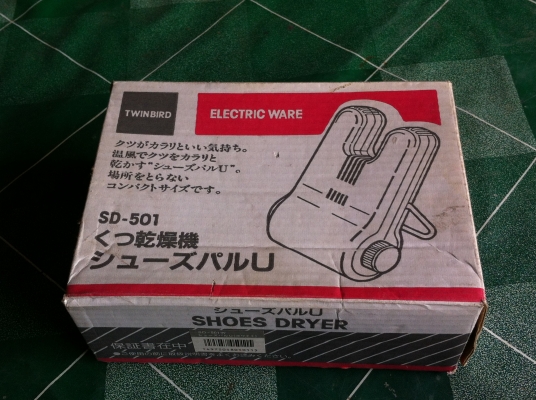 TWINBIRD
ELECTRIC WARE
クツがカラリといい気持ち。
温風でクツをカラリと
乾かす"シューズパルU"。
場所をとらない
コンパクトサイズです。
SD-501
くつ乾燥機
シューズパルU
シューズパルU
SHOES DRYER
保証書在中